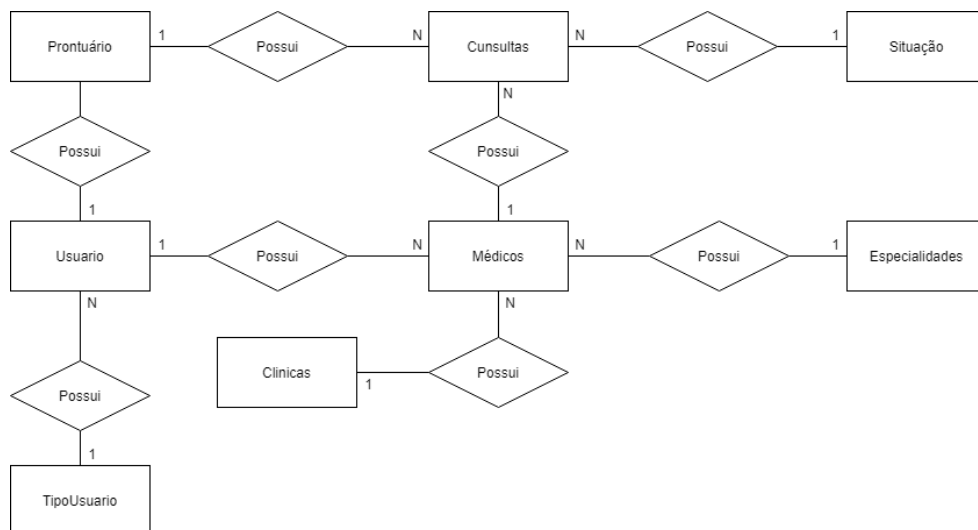 Prontuário
1
Possui
N
Cunsultas
N
Possui
1
Situação
N
Possui
Possui
1
1
Usuario
1
Possui
N
Médicos
N
Possui
1
Especialidades
N
N
Clinicas
1
Possui
Possui
1
TipoUsuario